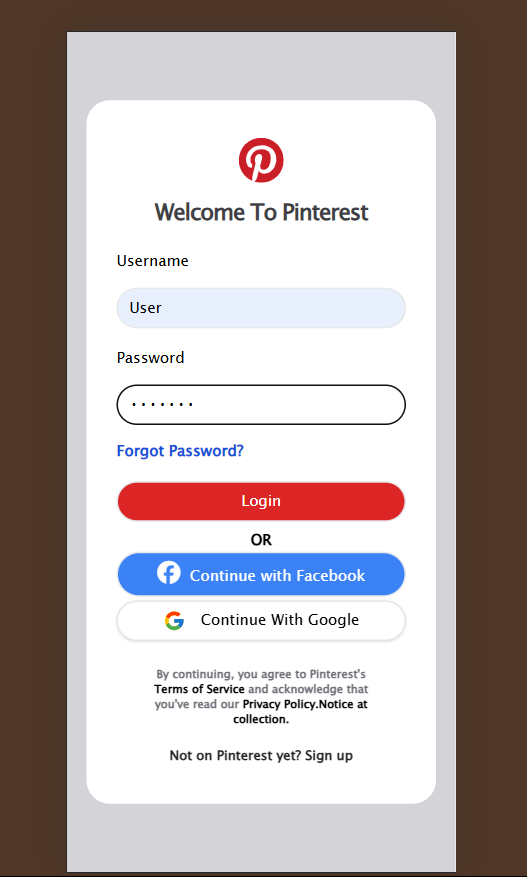 Welcome To Pinterest
Username
User
Password
•••••••
Forgot Password?
Login
OR
Continue with Facebook
Continue With Google
By continuing, you agree to Pinterest's
Terms of Service and acknowledge that
you've read our Privacy Policy.Notice at
collection.
Not on Pinterest yet? Sign up